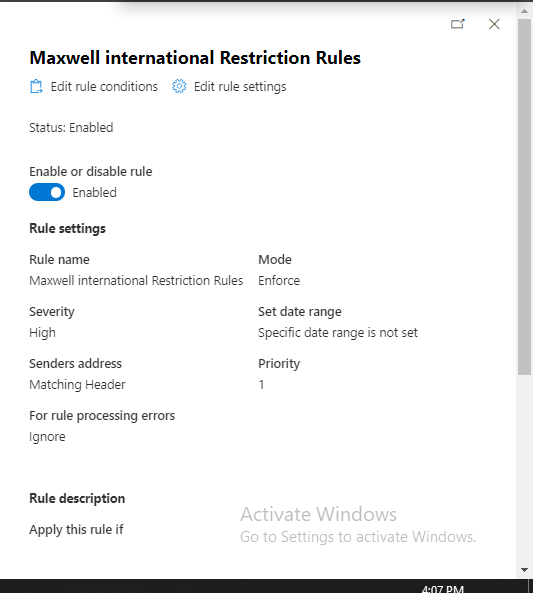 Maxwell international Restriction Rules
Edit rule conditions Edit rule settings
Status: Enabled
Enable or disable rule
Enabled
Rule settings
Rule name Mode
Maxwell international Restriction Rules Enforce
Severity Set date range
High Specific date range is not set
Senders address Priority
Matching Header 1
For rule processing errors
Ignore
Rule description
Apply this rule if
Activate Windows
Go to Settings to activate Windows.
4:07 PM